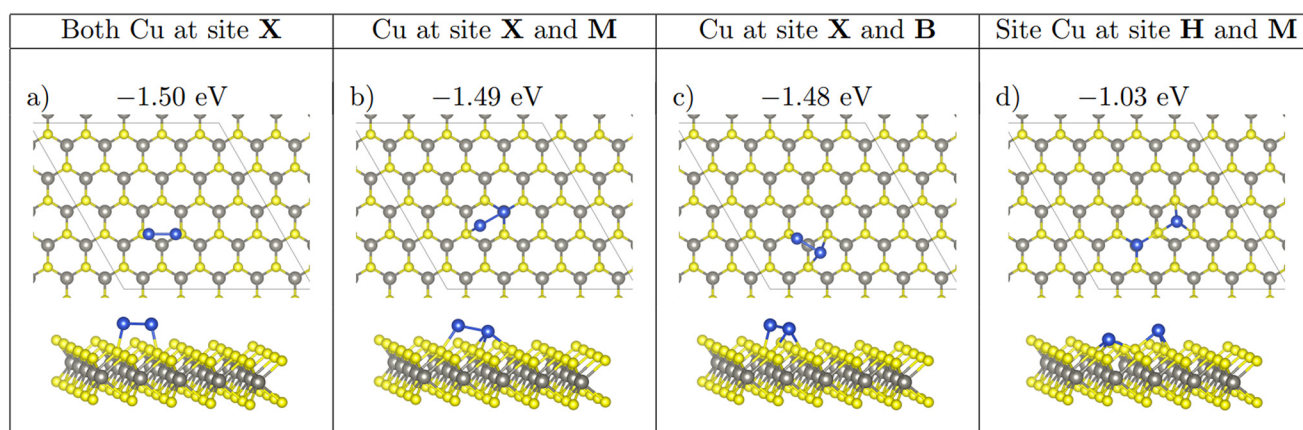 Both Cu at site X
Cu at site X and M
Cu at site X and B
Site Cu at site H and M
a) −1.50 eV
b) −1.49 eV
c) −1.48 eV
d) −1.03 eV